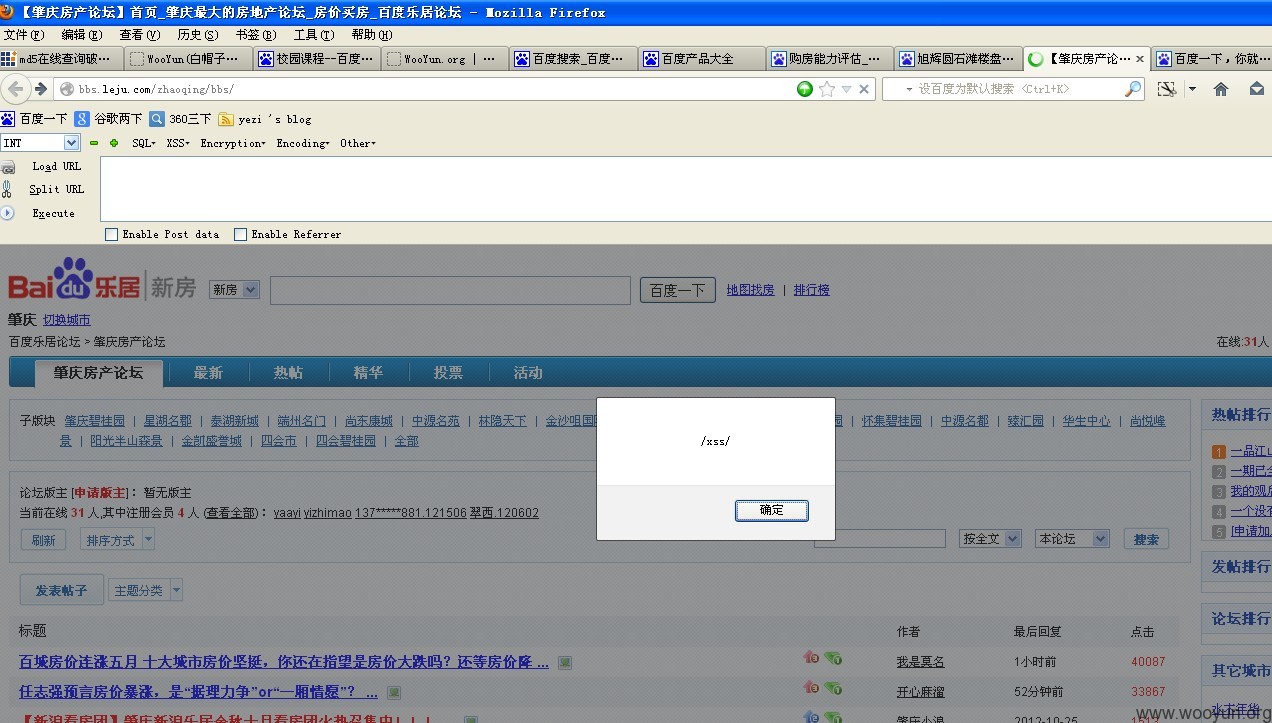 【肇庆房产论坛】首页_肇庆最大的房地产论坛_房价买房_百度乐居论坛 - Mozilla Firefox
文件(F) 编辑(E) 查看(V) 历史(S) 书签(B) 工具(T) 帮助(H)
md5在线查询破... WooYun(白帽子... 校园课程--百度... WooYun.org | ... 百度搜索_百度... 百度产品大全 购房能力评估_... 旭辉圆石滩楼盘... 【肇庆房产论... × 百度一下，你就...
bbs.leju.com/zhaoqing/bbs/ 设百度为默认搜索 <Ctrl+K>
百度一下 谷歌两下 360三下 yezi 's blog
INT SQL XSS Encryption Encoding Other
Load URL
Split URL
Execute
Enable Post data Enable Referrer
Bai du 乐居 新房 新房 百度一下 地图找房 | 排行榜
肇庆 切换城市
百度乐居论坛 > 肇庆房产论坛 在线:31人
肇庆房产论坛 最新 热帖 精华 投票 活动
子版块 肇庆碧桂园 | 星湖名郡 | 泰湖新城 | 端州名门 | 尚东康城 | 中源名苑 | 林隐天下 | 金沙咀国 园 | 怀集碧桂园 | 中源名都 | 臻汇园 | 华生中心 | 尚悦峰
景 | 阳光半山森景 | 金凯盛誉城 | 四会市 | 四会碧桂园 | 全部
/xss/
确定
论坛版主 [申请版主]： 暂无版主
当前在线 31 人,其中注册会员 4 人 (查看全部)： yaayi yizhimao 137*****881.121506 翠西.120602
刷新 排序方式 按全文 本论坛 搜索
发表帖子 主题分类
标题 作者 最后回复 点击
百城房价连涨五月 十大城市房价坚挺，你还在指望是房价大跌吗？还等房价降 ... 我是莫名 1小时前 40087
任志强预言房价暴涨，是“据理力争”or“一厢情愿”？ ... 开心麻溜 52分钟前 33867
【新浪看房团】肇庆新浪乐居金秋十月看房团火热召集中！！！ 肇庆小浪 2012-10-25
热帖排行
1 一品江山
2 一期已全
3 我的观后
4 一个没有
5 [申请加
发帖排行
论坛排行
其它城市
水木年华
www.wooyun.org